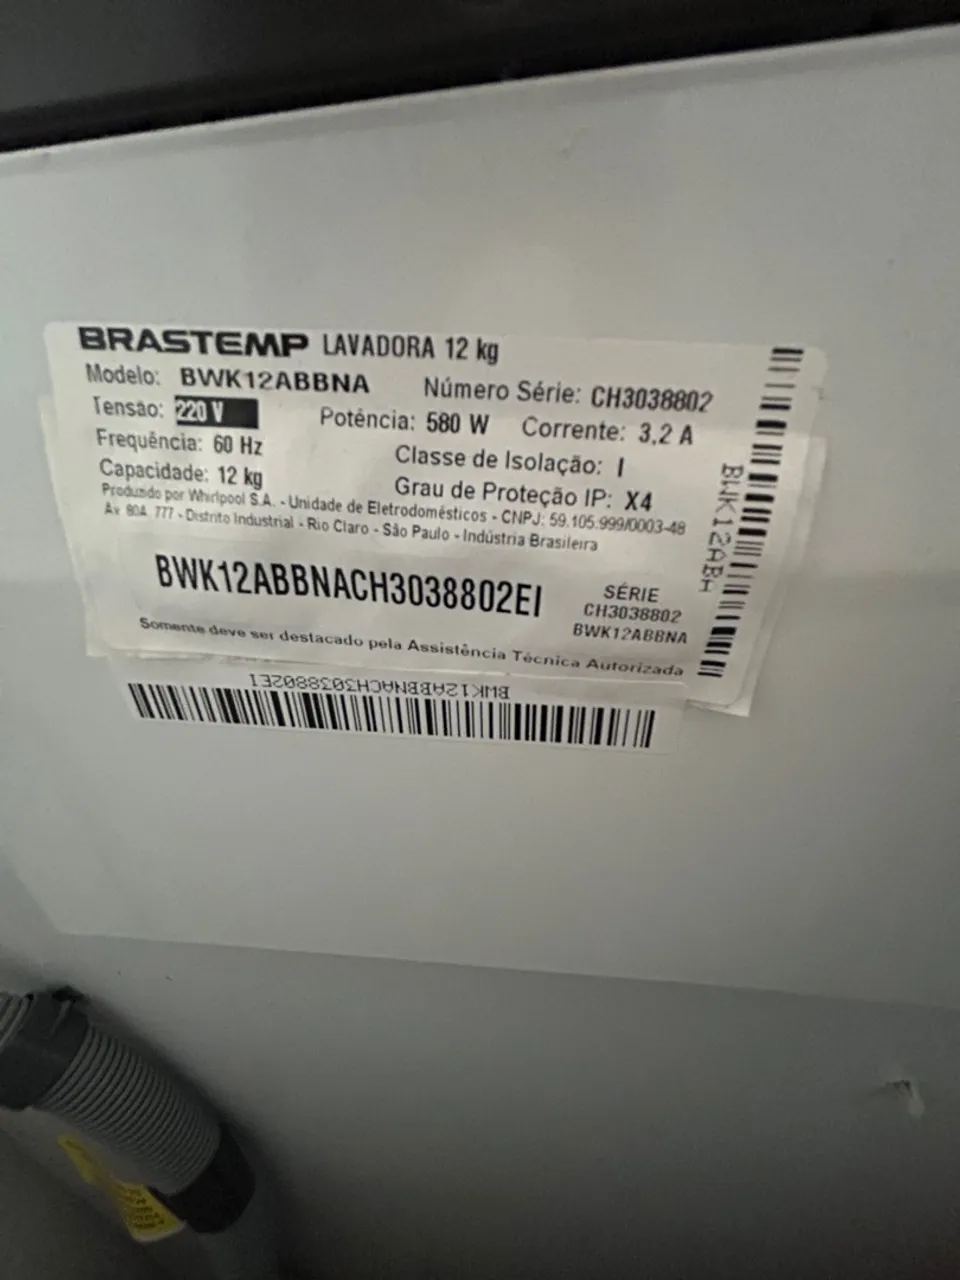 BRASTEMP LAVADORA 12 kg
Modelo: BWK12ABBNA Número Série: CH3038802
Tensão: 220 V Potência: 580 W Corrente: 3,2 A
Frequência: 60 Hz Classe de Isolação: I
Capacidade: 12 kg Grau de Proteção IP: X4
Produzido por Whirlpool S.A. - Unidade de Eletrodomésticos - CNPJ: 59.105.999/0003-48
Av. 80A, 777 - Distrito Industrial - Rio Claro - São Paulo - Indústria Brasileira
BWK12ABBNACH3038802EI
SÉRIE
CH3038802
BWK12ABBNA
Somente deve ser destacado pela Assistência Técnica Autorizada
BWK12ABBNACH3038802EI